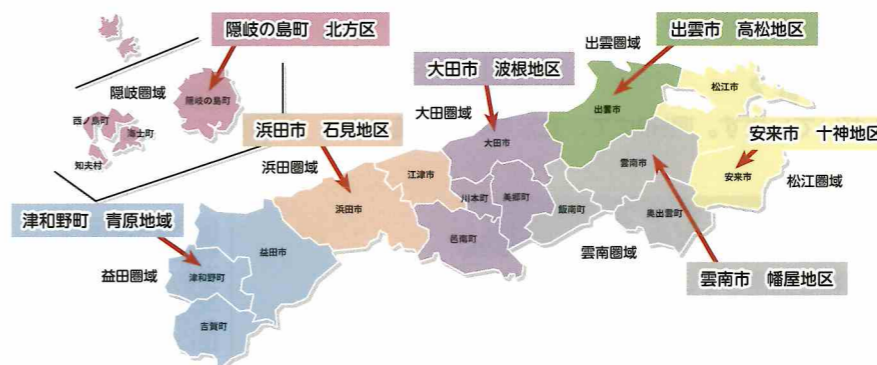 隠岐の島町　北方区
隠岐圏域
隠岐の島町
西ノ島町
海士町
知夫村
出雲市　高松地区
出雲圏域
出雲市
大田市　波根地区
大田圏域
大田市
川本町
美郷町
邑南町
松江市
安来市　十神地区
安来市
松江圏域
浜田市　石見地区
浜田圏域
江津市
浜田市
雲南市
飯南町
奥出雲町
雲南圏域
雲南市　幡屋地区
津和野町　青原地域
益田圏域
益田市
津和野町
吉賀町